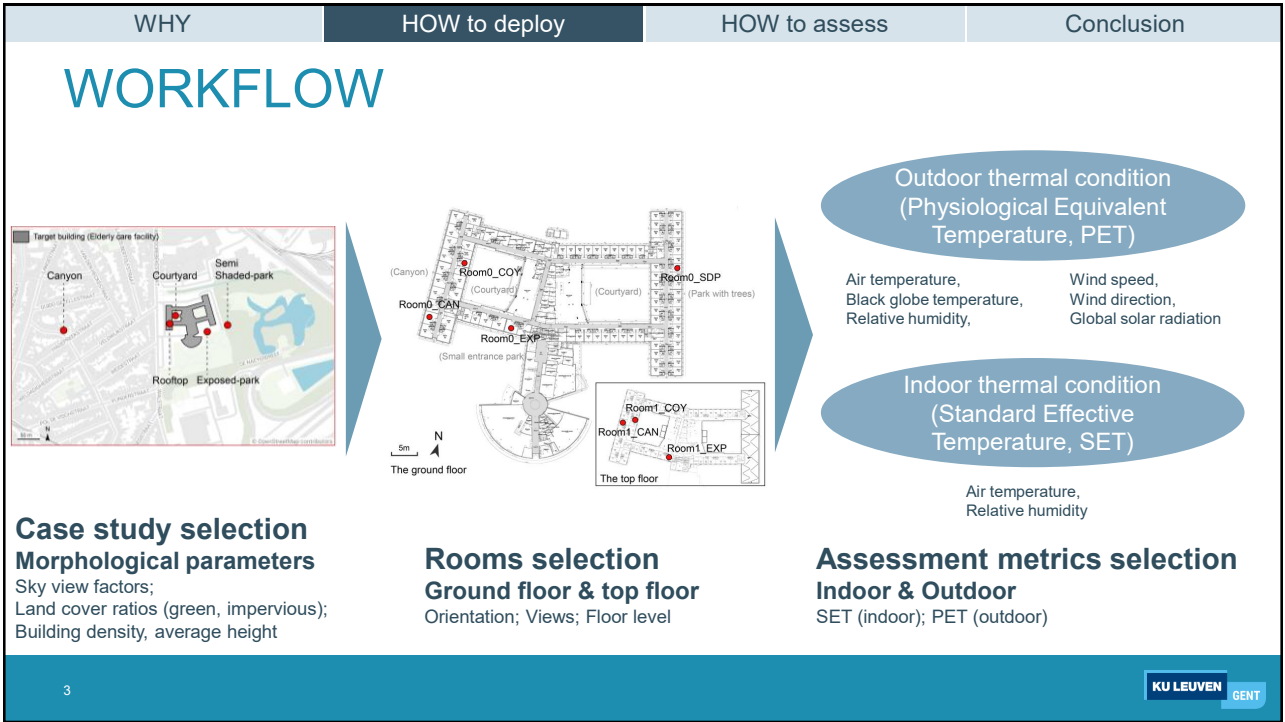 WHY
HOW to deploy
HOW to assess
Conclusion
WORKFLOW
Target building (Elderly care facility)
Canyon
Courtyard
Semi
Shaded-park
Rooftop
Exposed-park
N
© OpenStreetMap contributors
(Canyon)
Room0_COY
(Courtyard)
(Courtyard)
Room0_SDP
(Park with trees)
Room0_CAN
Room0_EXP
(Small entrance park)
N
5m
The ground floor
Room1_COY
Room1_CAN
Room1_EXP
The top floor
Outdoor thermal condition
(Physiological Equivalent
Temperature, PET)
Air temperature,
Black globe temperature,
Relative humidity,
Wind speed,
Wind direction,
Global solar radiation
Indoor thermal condition
(Standard Effective
Temperature, SET)
Air temperature,
Relative humidity
Case study selection
Morphological parameters
Sky view factors;
Land cover ratios (green, impervious);
Building density, average height
Rooms selection
Ground floor & top floor
Orientation; Views; Floor level
Assessment metrics selection
Indoor & Outdoor
SET (indoor); PET (outdoor)
3
KU LEUVEN
GENT